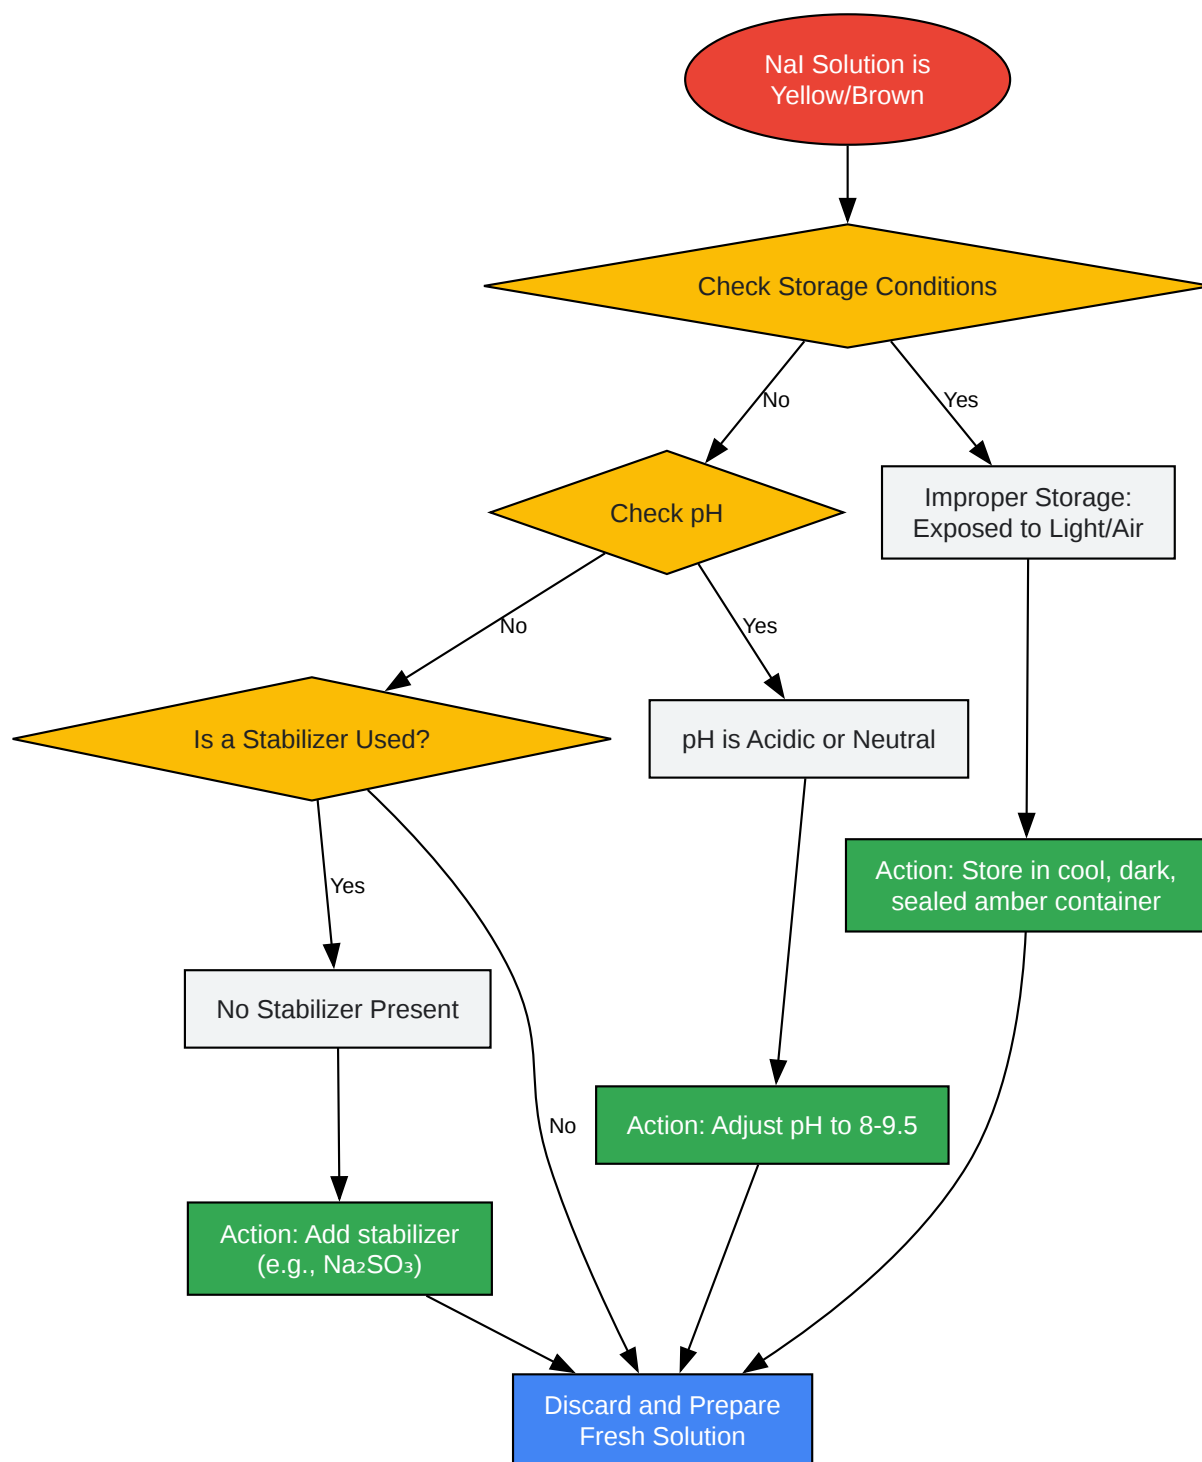 NaI Solution is
Yellow/Brown
Check Storage Conditions
No
Yes
Check pH
Improper Storage:
Exposed to Light/Air
No
Yes
Is a Stabilizer Used?
pH is Acidic or Neutral
Action: Store in cool, dark,
sealed amber container
Yes
No Stabilizer Present
No
Action: Adjust pH to 8-9.5
Action: Add stabilizer
(e.g., Na₂SO₃)
Discard and Prepare
Fresh Solution